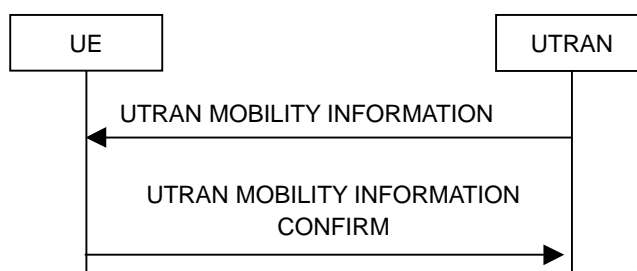 UE
UTRAN
UTRAN MOBILITY INFORMATION
UTRAN MOBILITY INFORMATION
CONFIRM